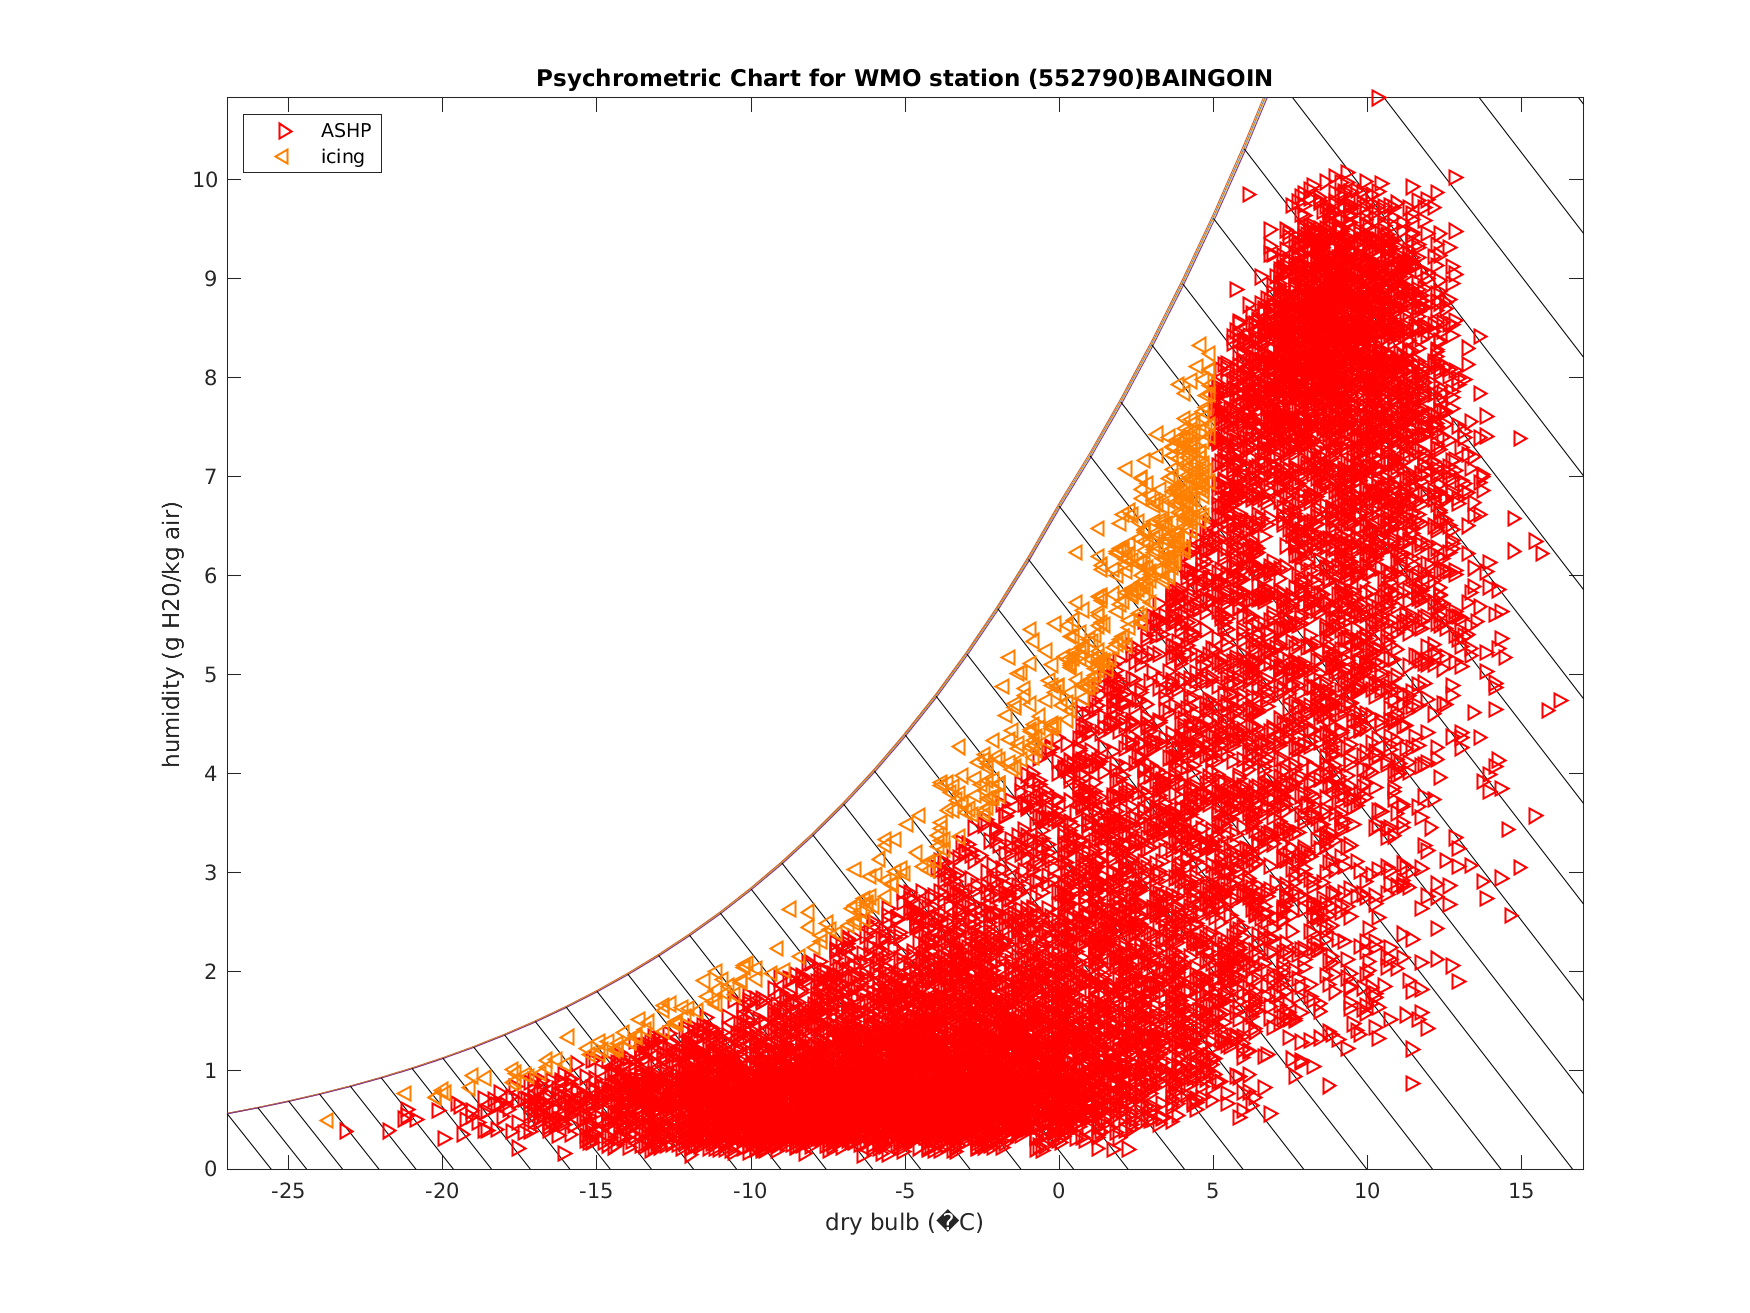 Psychrometric Chart for WMO station (552790)BAINGOIN
ASHP
icing
10
9
8
7
6
5
4
3
2
1
0
humidity (g H20/kg air)
-25 -20 -15 -10 -5 0 5 10 15
dry bulb (�C)